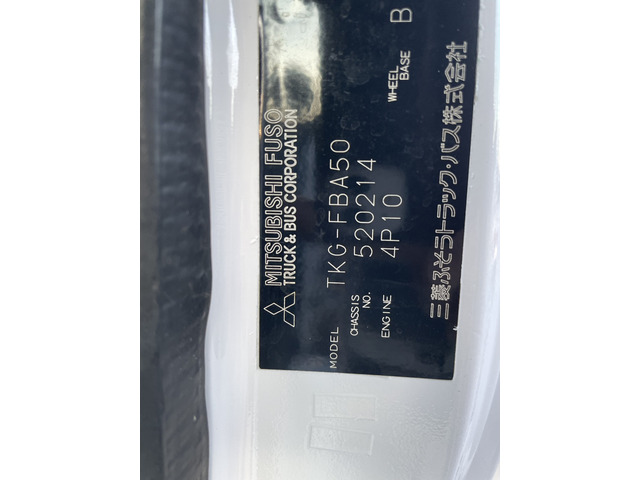 MITSUBISHI FUSO
TRUCK & BUS CORPORATION
MODEL TKG-FBA50
CHASSIS NO. 520214
ENGINE 4P10
WHEEL BASE B
三菱ふそうトラック・バス株式会社